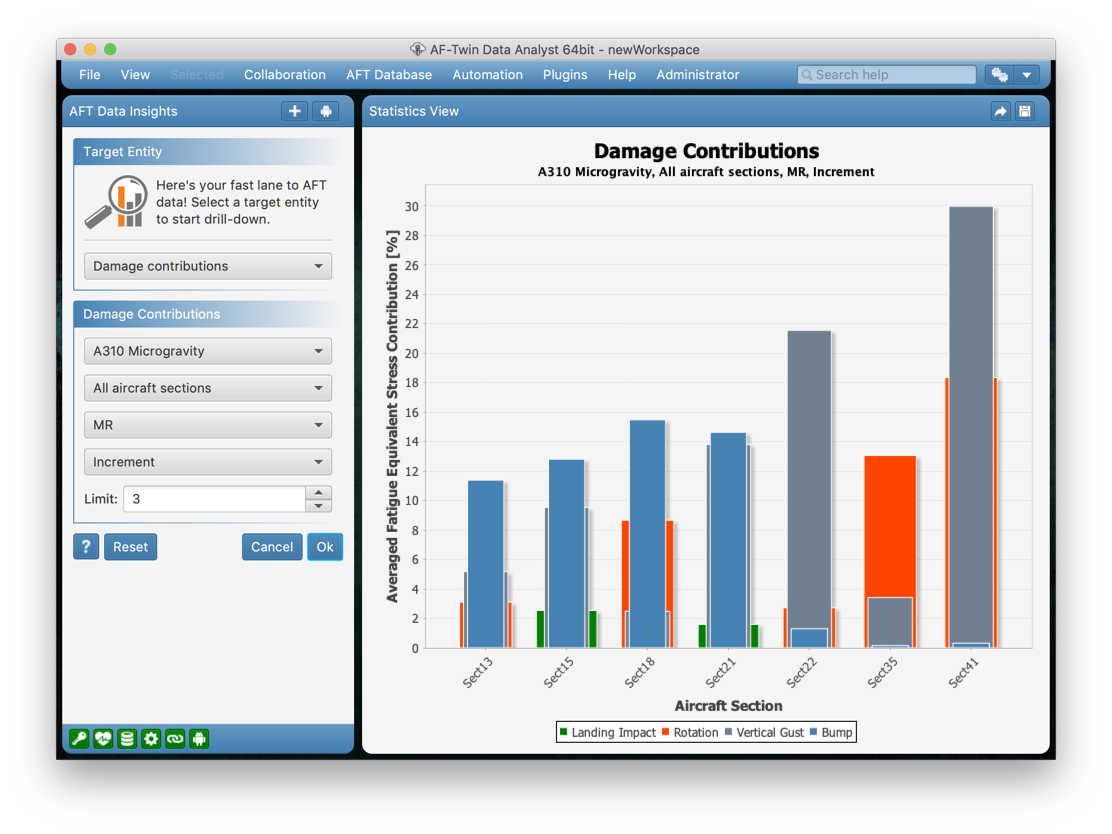 AF-Twin Data Analyst 64bit - newWorkspace
File View Selected Collaboration AFT Database Automation Plugins Help Administrator Search help
AFT Data Insights
Target Entity
Here's your fast lane to AFT
data! Select a target entity
to start drill-down.
Damage contributions
Damage Contributions
A310 Microgravity
All aircraft sections
MR
Increment
Limit: 3
? Reset Cancel Ok
Statistics View
Damage Contributions
A310 Microgravity, All aircraft sections, MR, Increment
Averaged Fatigue Equivalent Stress Contribution [%]
30
28
26
24
22
20
18
16
14
12
10
8
6
4
2
0
Sect13 Sect15 Sect18 Sect21 Sect22 Sect35 Sect41
Aircraft Section
Landing Impact Rotation Vertical Gust Bump